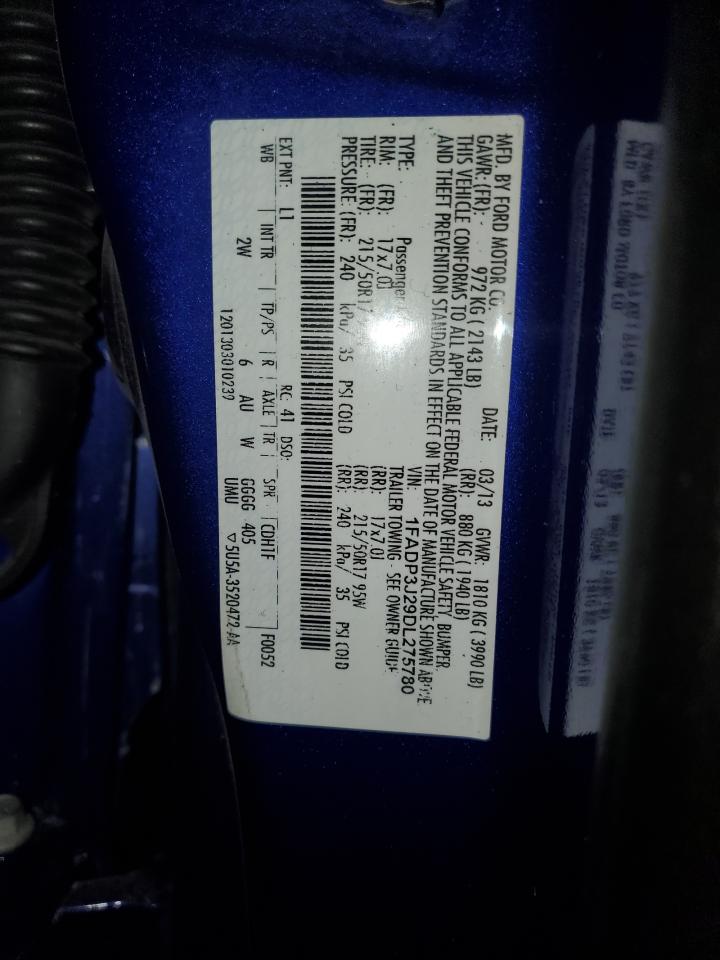 MFD. BY FORD MOTOR CO.
DATE: 03/13 GVWR: 1810 KG ( 3990 LB)
GAWR: (FR): 972 KG ( 2143 LB) (RR): 880 KG ( 1940 LB)
THIS VEHICLE CONFORMS TO ALL APPLICABLE FEDERAL MOTOR VEHICLE SAFETY, BUMPER,
AND THEFT PREVENTION STANDARDS IN EFFECT ON THE DATE OF MANUFACTURE SHOWN ABOVE
VIN: 1FADP3J29DL275780
TYPE: Passenger TRAILER TOWING - SEE OWNER GUIDE
RIM: (FR): 17x7.0J (RR): 17x7.0J
TIRE: (FR): 215/50R17 (RR): 215/50R17 95W
PRESSURE: (FR): 240 kPa/ 35 PSI COLD (RR): 240 kPa/ 35 PSI COLD
EXT PNT: L1 RC: 41 DSO: F0052
WB INT TR TP/PS R AXLE TR SPR CDH1F
2W 6 AU W GGGG 405
UMU
1201303010239 ▽5U5A-3520472-AA